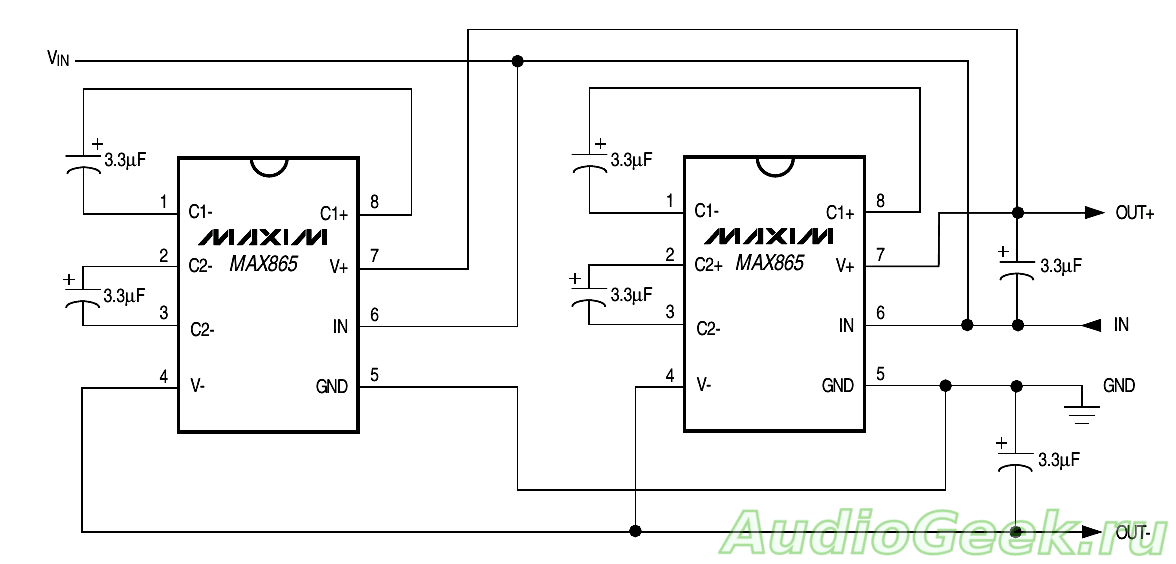 VIN
+
3.3µF
+
3.3µF
1
C1-
C1+
8
MAXIM
MAX865
2
C2-
V+
7
3
C2-
IN
6
4
V-
GND
5
+
3.3µF
+
3.3µF
1
C1-
C1+
8
MAXIM
MAX865
2
C2+
V+
7
3
C2-
IN
6
4
V-
GND
5
OUT+
+
3.3µF
IN
GND
+
3.3µF
OUT-
AudioGeek.ru